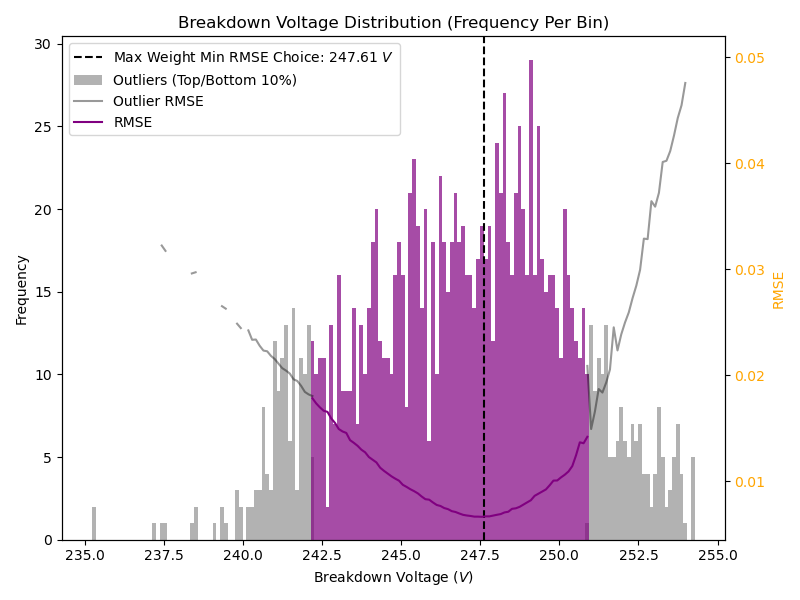 Breakdown Voltage Distribution (Frequency Per Bin)
Max Weight Min RMSE Choice: 247.61 V
Outliers (Top/Bottom 10%)
Outlier RMSE
RMSE
Frequency
30
25
20
15
10
5
0
0.05
0.04
0.03
0.02
0.01
RMSE
235.0 237.5 240.0 242.5 245.0 247.5 250.0 252.5 255.0
Breakdown Voltage (V)